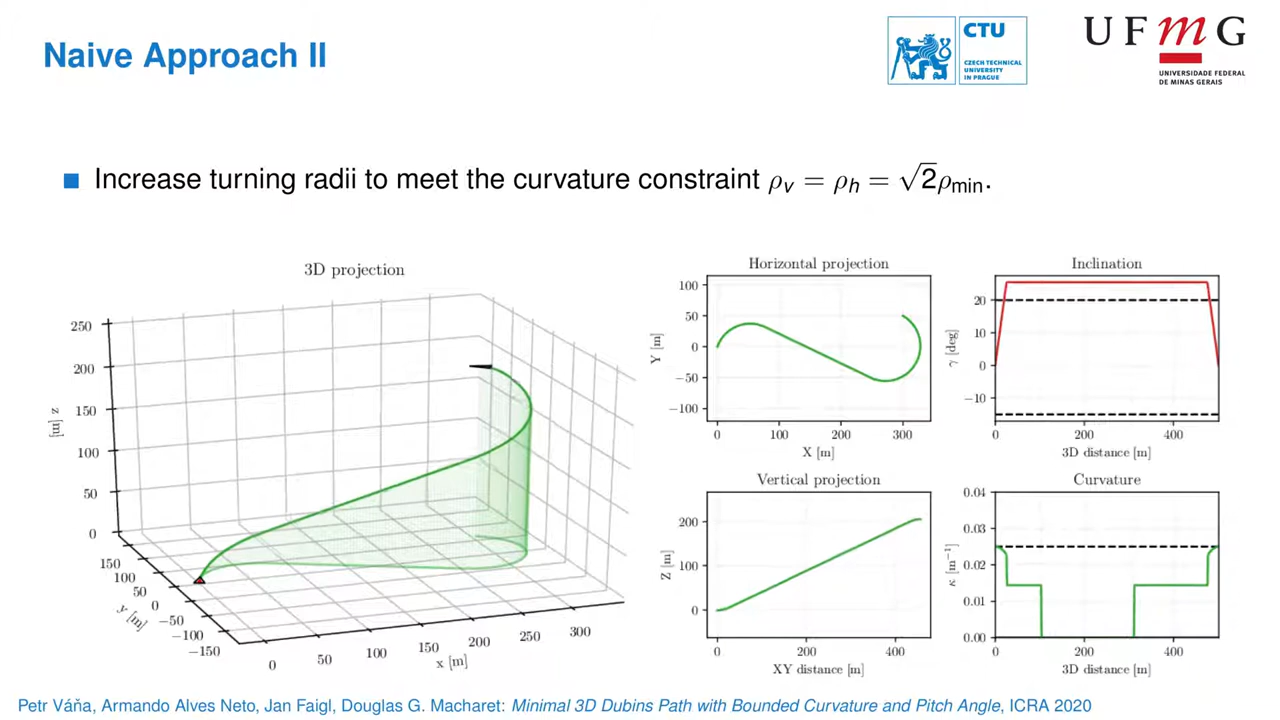 Naive Approach II
CTU
CZECH TECHNICAL
UNIVERSITY
IN PRAGUE
UFmG
UNIVERSIDADE FEDERAL
DE MINAS GERAIS
Increase turning radii to meet the curvature constraint ρv = ρh = √2ρmin.
3D projection
250
200
150
100
50
0
[m] z
150
100
50
0
−50
−100
−150
y [m]
0
50
100
150
200
250
300
x [m]
Horizontal projection
100
50
0
−50
−100
Y [m]
0
100
200
300
X [m]
Inclination
20
10
0
−10
γ [deg]
0
200
400
3D distance [m]
Vertical projection
200
100
0
Z [m]
0
200
400
XY distance [m]
Curvature
0.04
0.03
0.02
0.01
0.00
κ [m⁻¹]
0
200
400
3D distance [m]
Petr Váňa, Armando Alves Neto, Jan Faigl, Douglas G. Macharet: Minimal 3D Dubins Path with Bounded Curvature and Pitch Angle, ICRA 2020